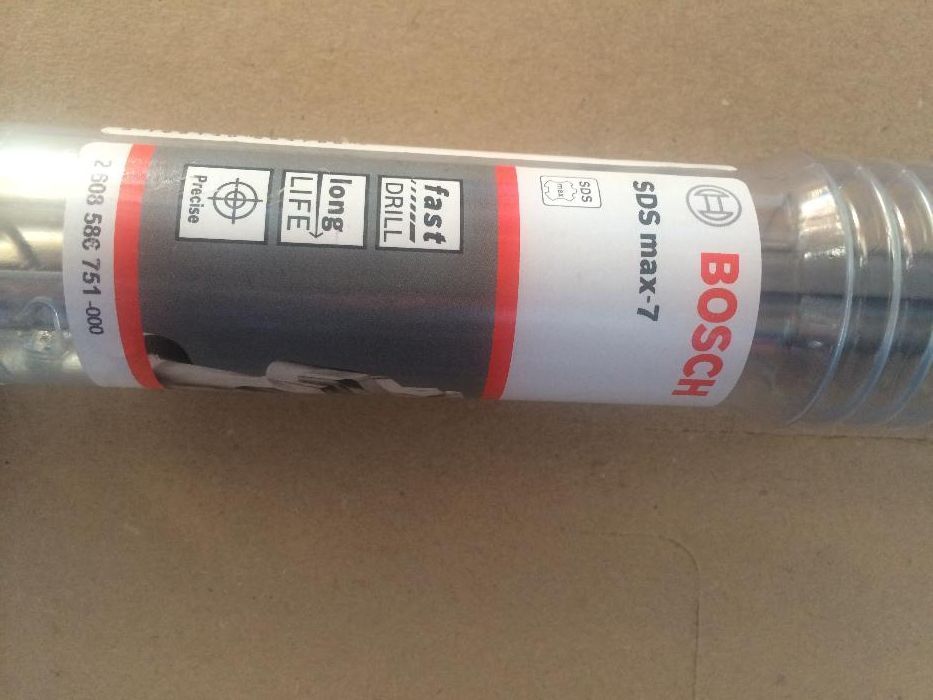 BOSCH
SDS max-7
SDS
max
fast
DRILL
long
LIFE
Precise
2 608 586 751 -000